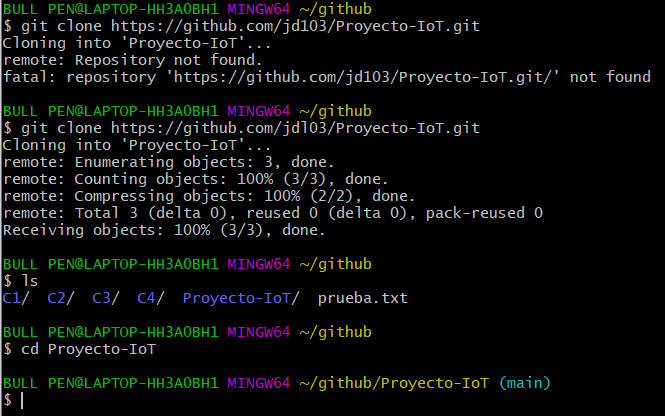 BULL PEN@LAPTOP-HH3A0BH1 MINGW64 ~/github
$ git clone https://github.com/jd103/Proyecto-IoT.git
Cloning into 'Proyecto-IoT'...
remote: Repository not found.
fatal: repository 'https://github.com/jd103/Proyecto-IoT.git/' not found
BULL PEN@LAPTOP-HH3A0BH1 MINGW64 ~/github
$ git clone https://github.com/jdl03/Proyecto-IoT.git
Cloning into 'Proyecto-IoT'...
remote: Enumerating objects: 3, done.
remote: Counting objects: 100% (3/3), done.
remote: Compressing objects: 100% (2/2), done.
remote: Total 3 (delta 0), reused 0 (delta 0), pack-reused 0
Receiving objects: 100% (3/3), done.
BULL PEN@LAPTOP-HH3A0BH1 MINGW64 ~/github
$ ls
C1/  C2/  C3/  C4/  Proyecto-IoT/  prueba.txt
BULL PEN@LAPTOP-HH3A0BH1 MINGW64 ~/github
$ cd Proyecto-IoT
BULL PEN@LAPTOP-HH3A0BH1 MINGW64 ~/github/Proyecto-IoT (main)
$